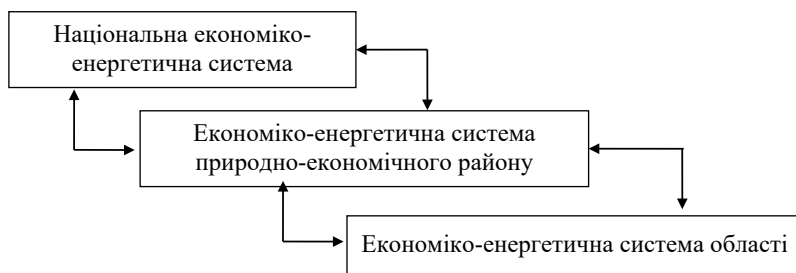 Національна економіко-
енергетична система
Економіко-енергетична система
природно-економічного району
Економіко-енергетична система області